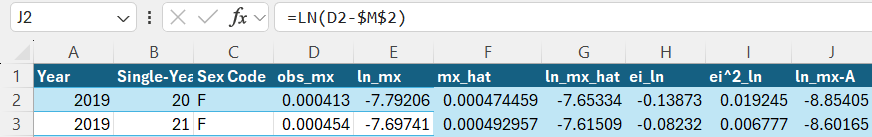 J2 fx =LN(D2-$M$2)
A B C D E F G H I J
1 Year Single-Yea Sex Code obs_mx ln_mx mx_hat ln_mx_hat ei_ln ei^2_ln ln_mx-A
2 2019 20 F 0.000413 -7.79206 0.000474459 -7.65334 -0.13873 0.019245 -8.85405
3 2019 21 F 0.000454 -7.69741 0.000492957 -7.61509 -0.08232 0.006777 -8.60165